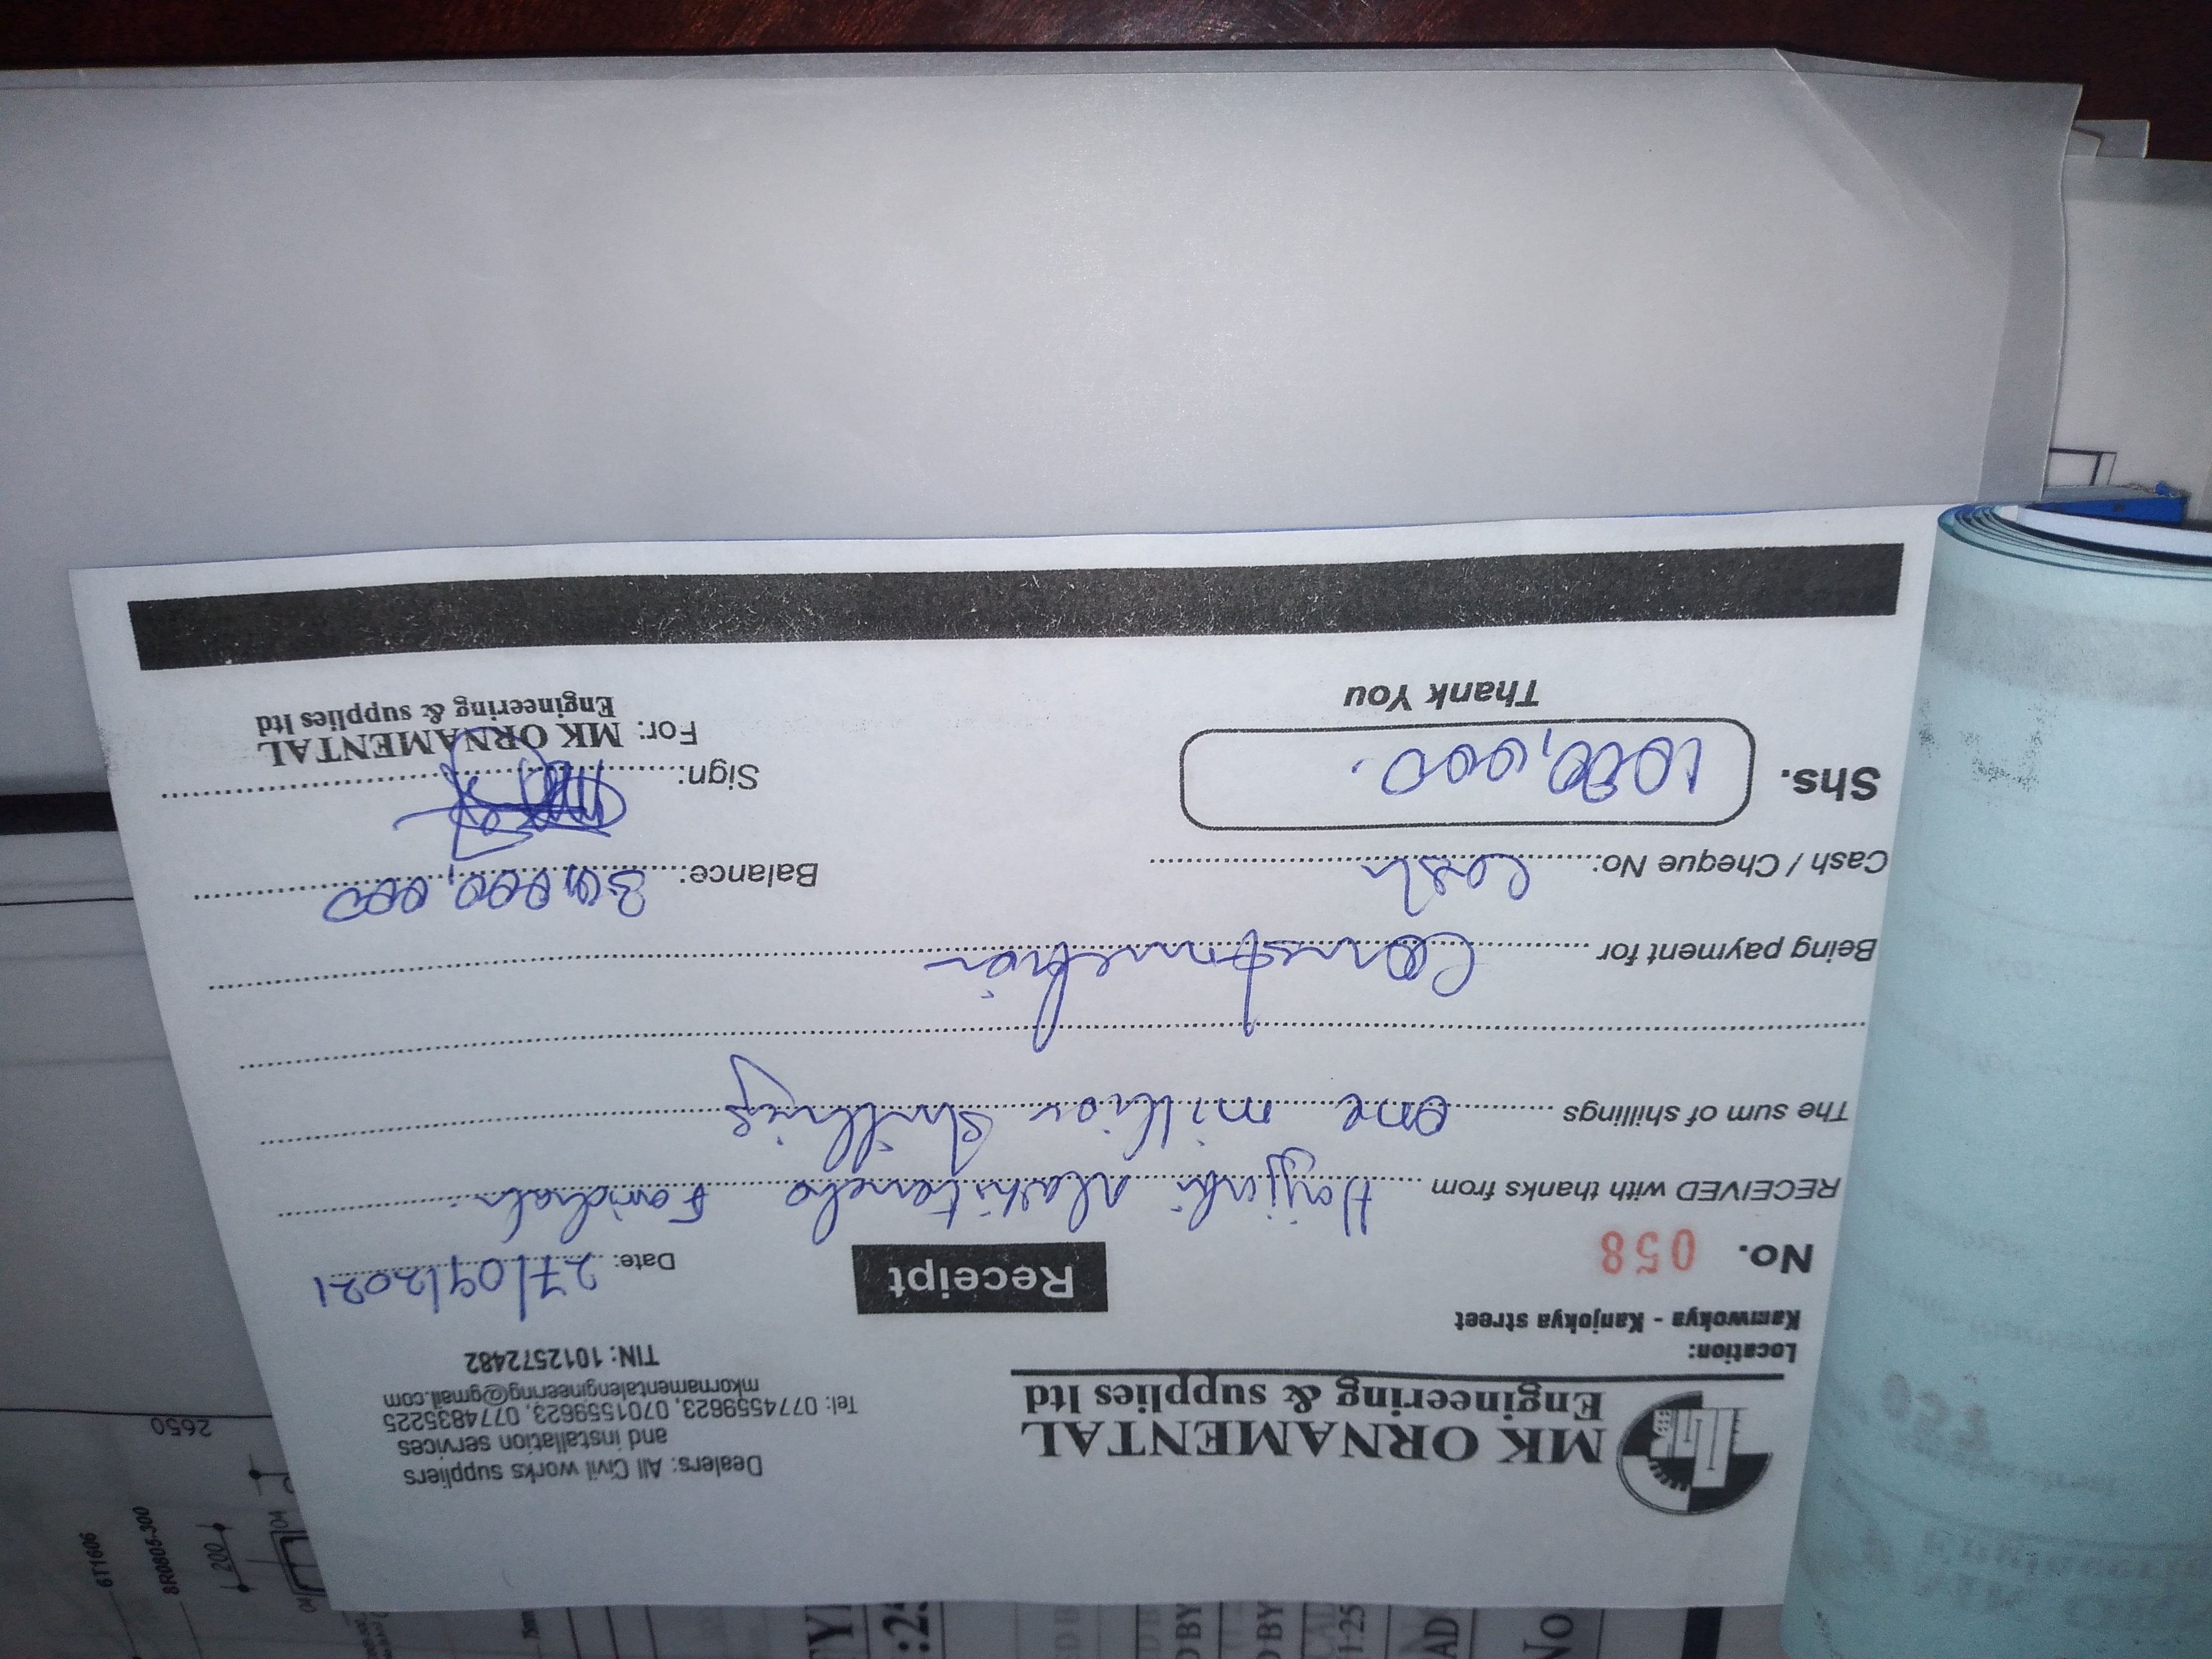 MK ORNAMENTAL
Engineering & supplies ltd
Dealers: All Civil works suppliers
and installation services
Tel: 0774559623, 0701559623, 0774835225
mkornamentalengineering@gmail.com
TIN: 1012572482
Location:
Kamwokya - Kanjokya street
No. 058
Receipt
Date: 27/09/2021
RECEIVED with thanks from Hajjahi Faridah
The sum of shillings one million shillings
Being payment for Construction
Cash / Cheque No: cash
Balance: 30,000,000
Shs. 1000,000.
Sign:
For: MK ORNAMENTAL
Engineering & supplies ltd
Thank You
057
2650
200
6T1606
8R0805-300